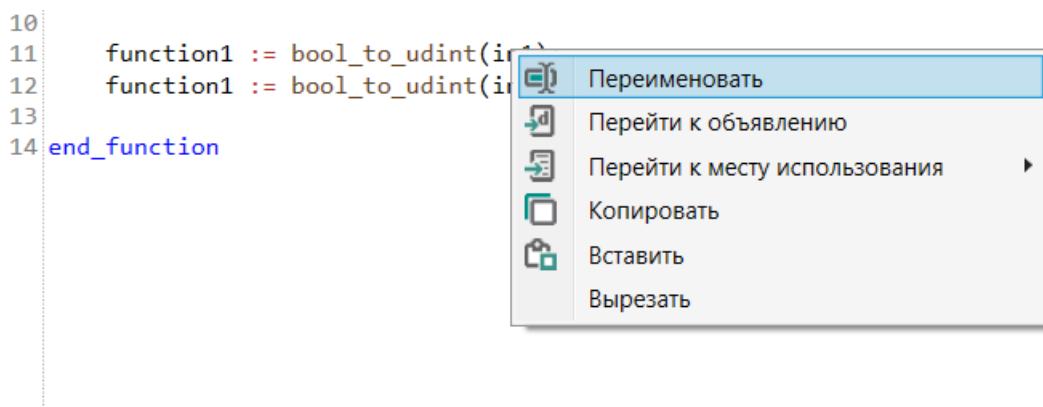 10
11 function1 := bool_to_udint(in1)
12 function1 := bool_to_udint(
13
14 end_function
Переименовать
Перейти к объявлению
Перейти к месту использования
Копировать
Вставить
Вырезать